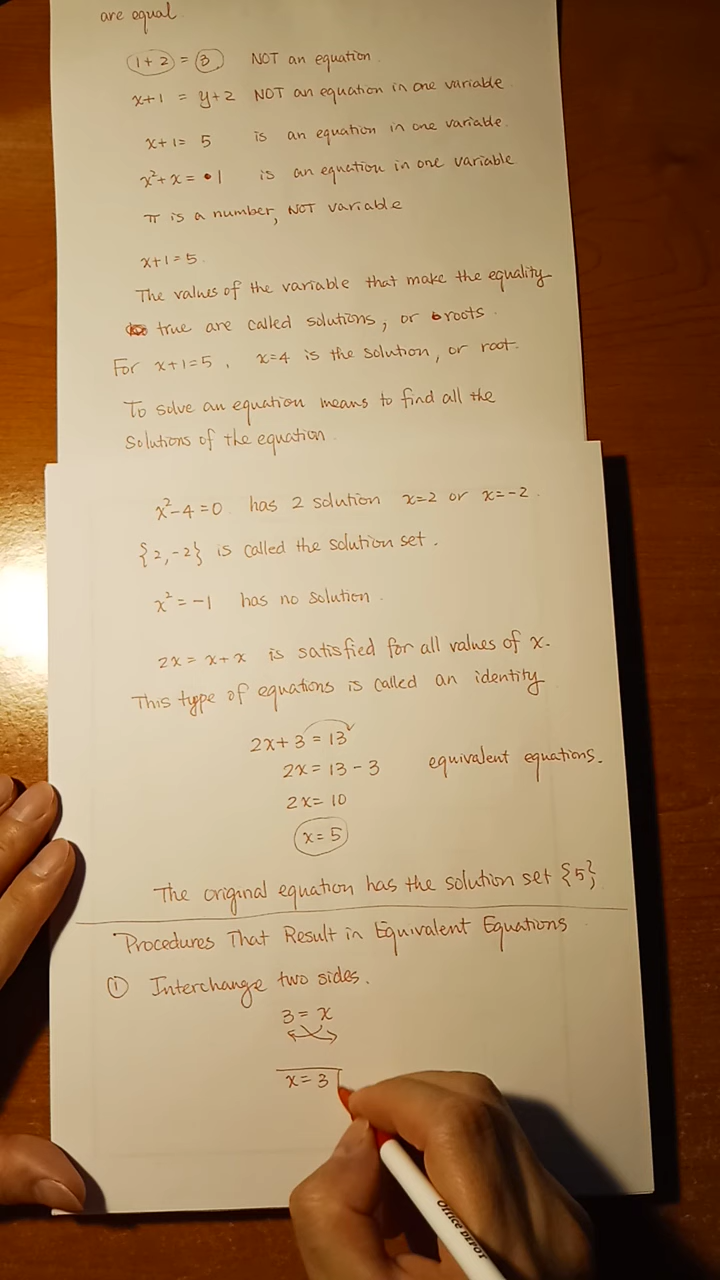 are equal.
1+2 = 3 NOT an equation.
x+1 = y+2 NOT an equation in one variable.
x+1= 5 is an equation in one variable.
x²+x = 1 is an equation in one variable
π is a number, NOT variable
x+1=5.
The values of the variable that make the equality
true are called solutions, or roots.
For x+1=5, x=4 is the solution, or root.
To solve an equation means to find all the
solutions of the equation.
x²-4=0 has 2 solution x=2 or x=-2.
{2,-2} is called the solution set.
x² = -1 has no solution.
2x = x+x is satisfied for all values of x.
This type of equations is called an identity
2x+3 = 13
2x = 13 - 3 equivalent equations.
2x = 10
x=5
The original equation has the solution set {5},
Procedures That Result in Equivalent Equations
① Interchange two sides.
3 = x
x = 3
Office DEPOT